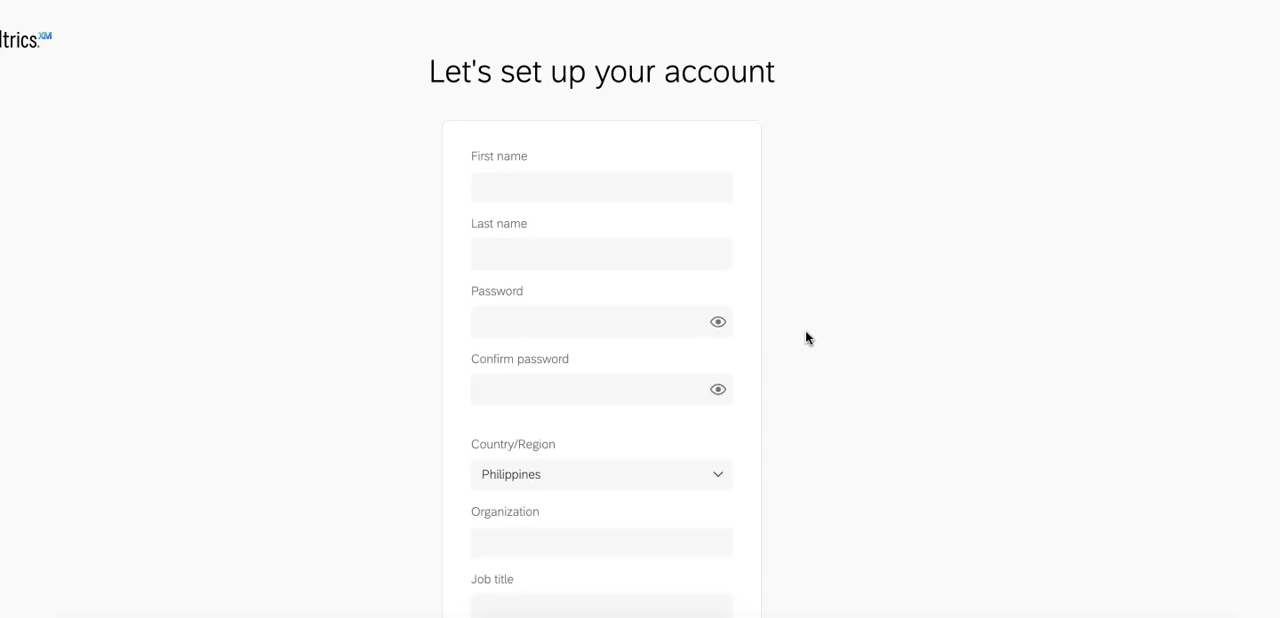 ltrics.XM
Let's set up your account
First name
Last name
Password
Confirm password
Country/Region
Philippines
Organization
Job title